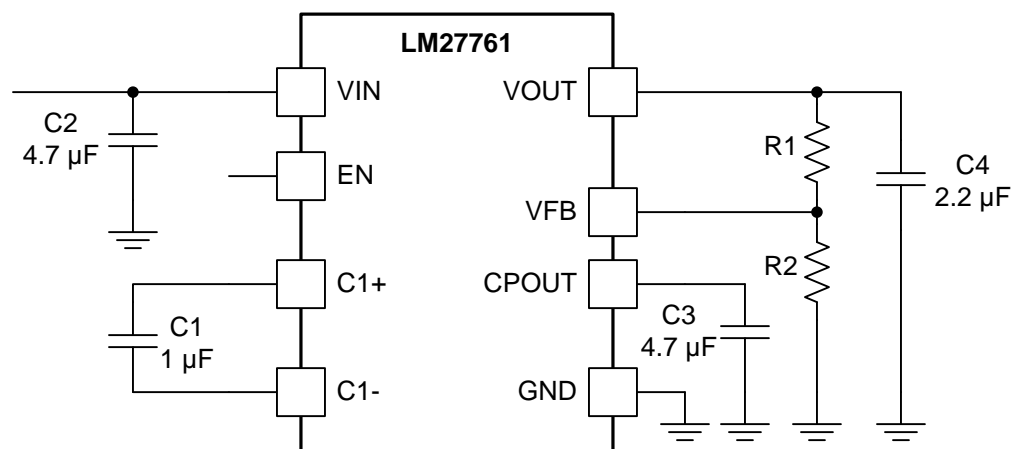 LM27761
VIN
VOUT
C2
4.7 µF
R1
EN
C4
2.2 µF
VFB
R2
C1+
CPOUT
C1
1 µF
C3
4.7 µF
C1-
GND